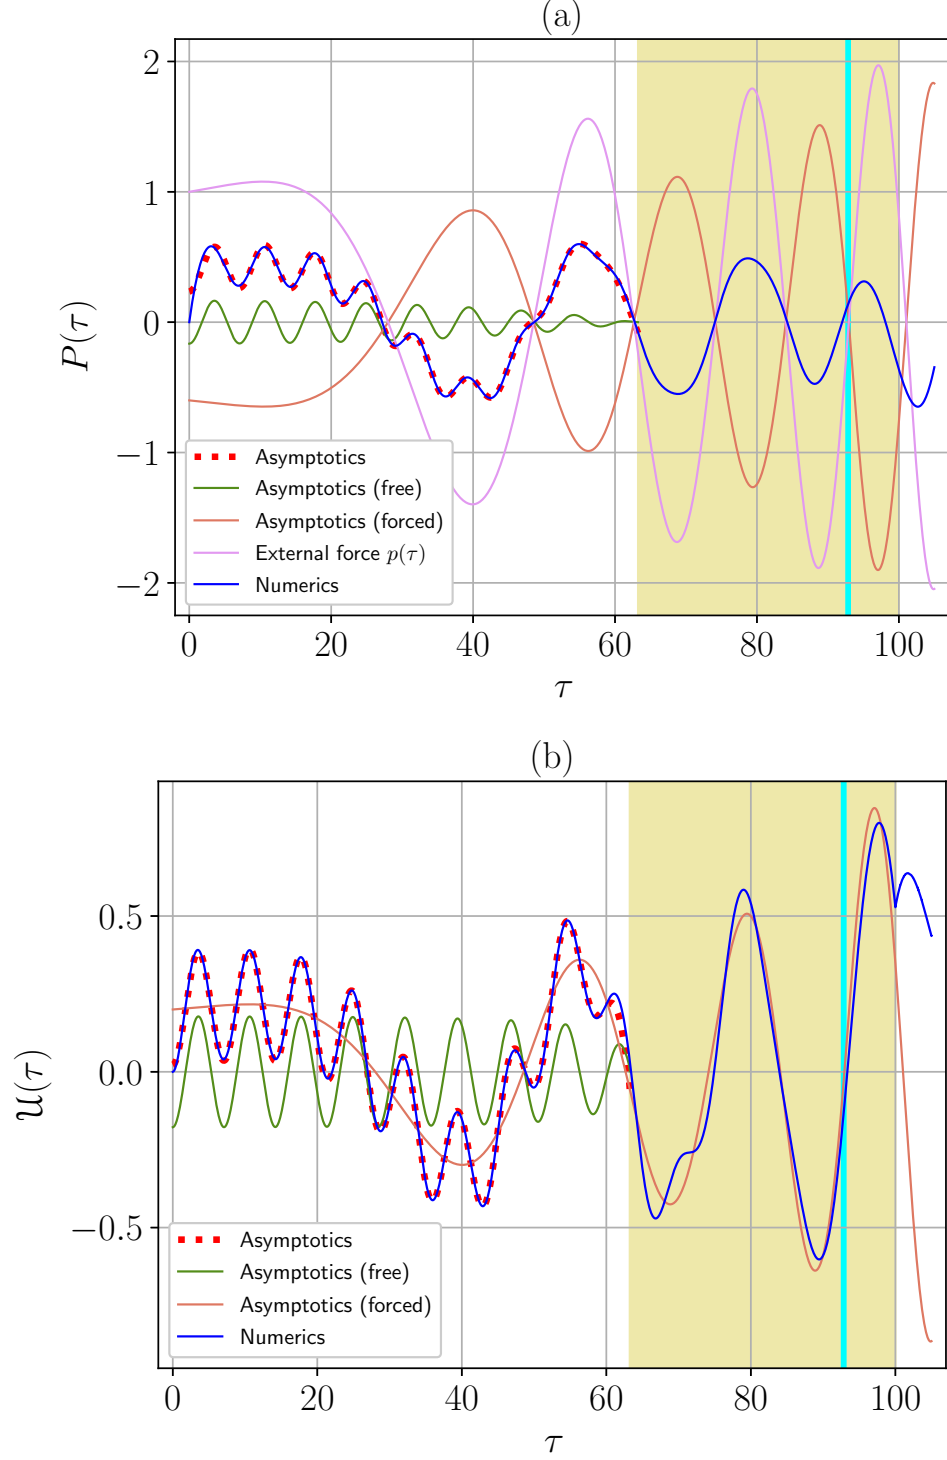 (a)
P(τ)
2
1
0
−1
−2
Asymptotics
Asymptotics (free)
Asymptotics (forced)
External force p(τ)
Numerics
0 20 40 60 80 100
τ
(b)
𝒰(τ)
0.5
0.0
−0.5
Asymptotics
Asymptotics (free)
Asymptotics (forced)
Numerics
0 20 40 60 80 100
τ